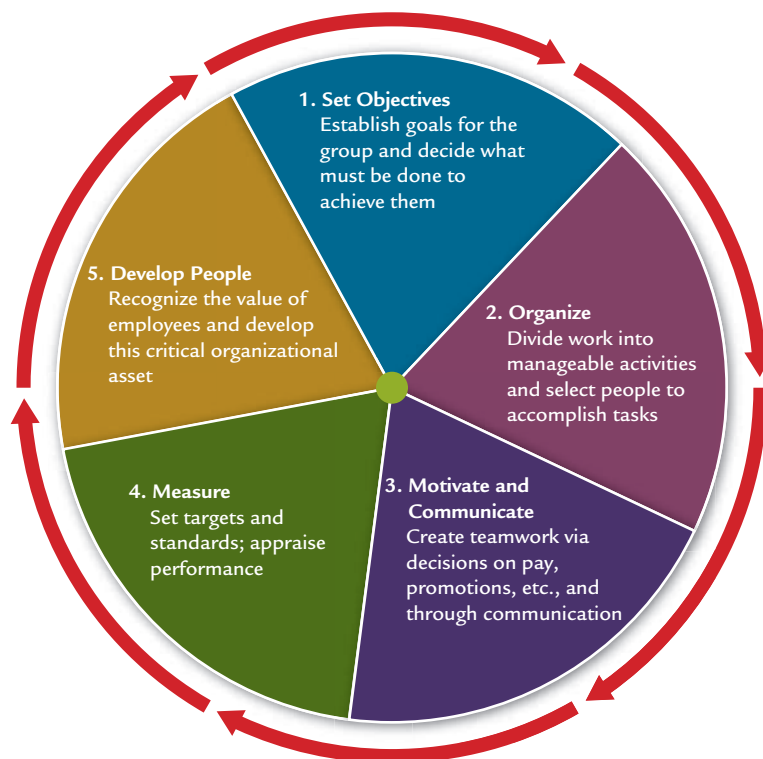 1. Set Objectives
Establish goals for the
group and decide what
must be done to
achieve them
2. Organize
Divide work into
manageable activities
and select people to
accomplish tasks
3. Motivate and
Communicate
Create teamwork via
decisions on pay,
promotions, etc., and
through communication
4. Measure
Set targets and
standards; appraise
performance
5. Develop People
Recognize the value of
employees and develop
this critical organizational
asset